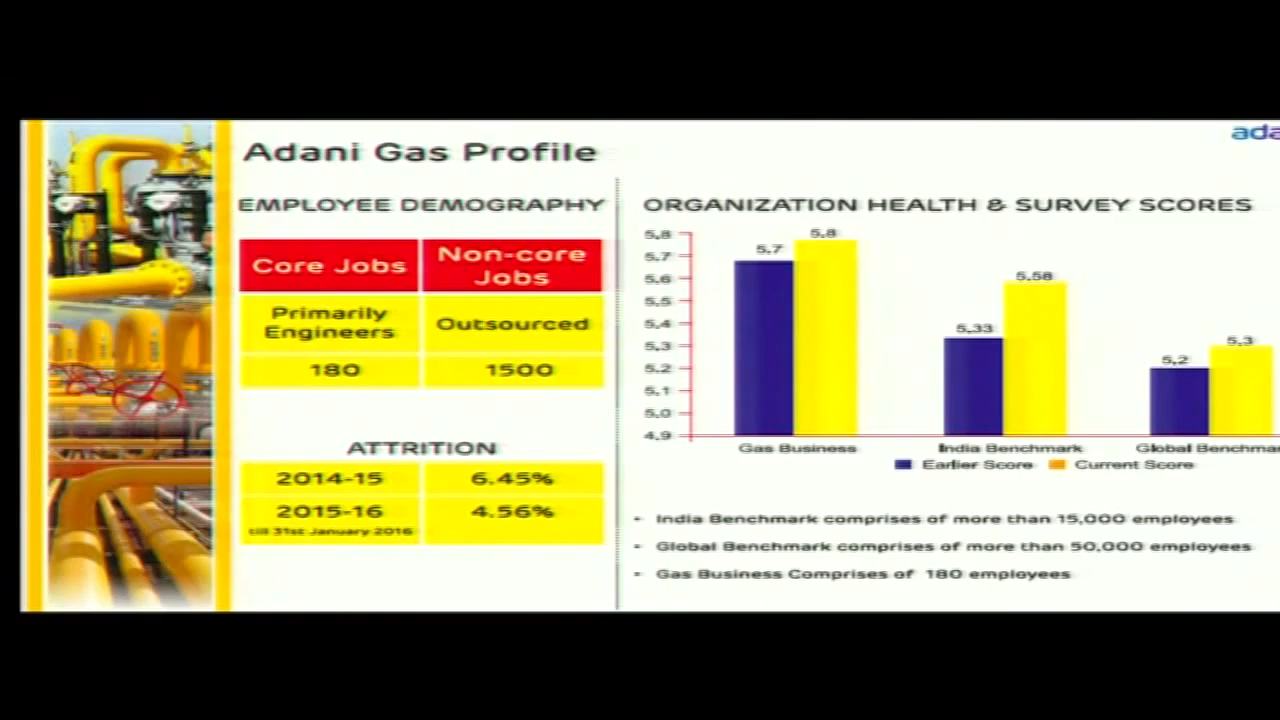 Adani Gas Profile
EMPLOYEE DEMOGRAPHY
Core Jobs
Non-core
Jobs
Primarily
Engineers
Outsourced
180
1500
ATTRITION
2014-15
6.45%
2015-16
till 31st January 2016
4.56%
ada
ORGANIZATION HEALTH & SURVEY SCORES
5.8
5.7
5.6
5.5
5.4
5.3
5.2
5.1
5.0
4.9
5.7
5.8
5.33
5.58
5.2
5.3
Gas Business
India Benchmark
Global Benchmar
Earlier Score
Current Score
• India Benchmark comprises of more than 15,000 employees
• Global Benchmark comprises of more than 50,000 employees
• Gas Business Comprises of 180 employees